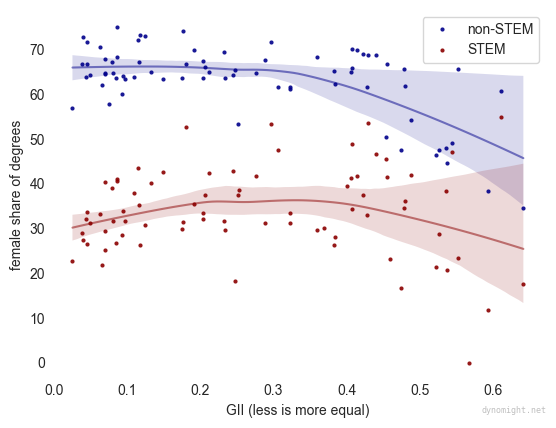 non-STEM
STEM
female share of degrees
70
60
50
40
30
20
10
0
0.0 0.1 0.2 0.3 0.4 0.5 0.6
GII (less is more equal)
dynomight.net